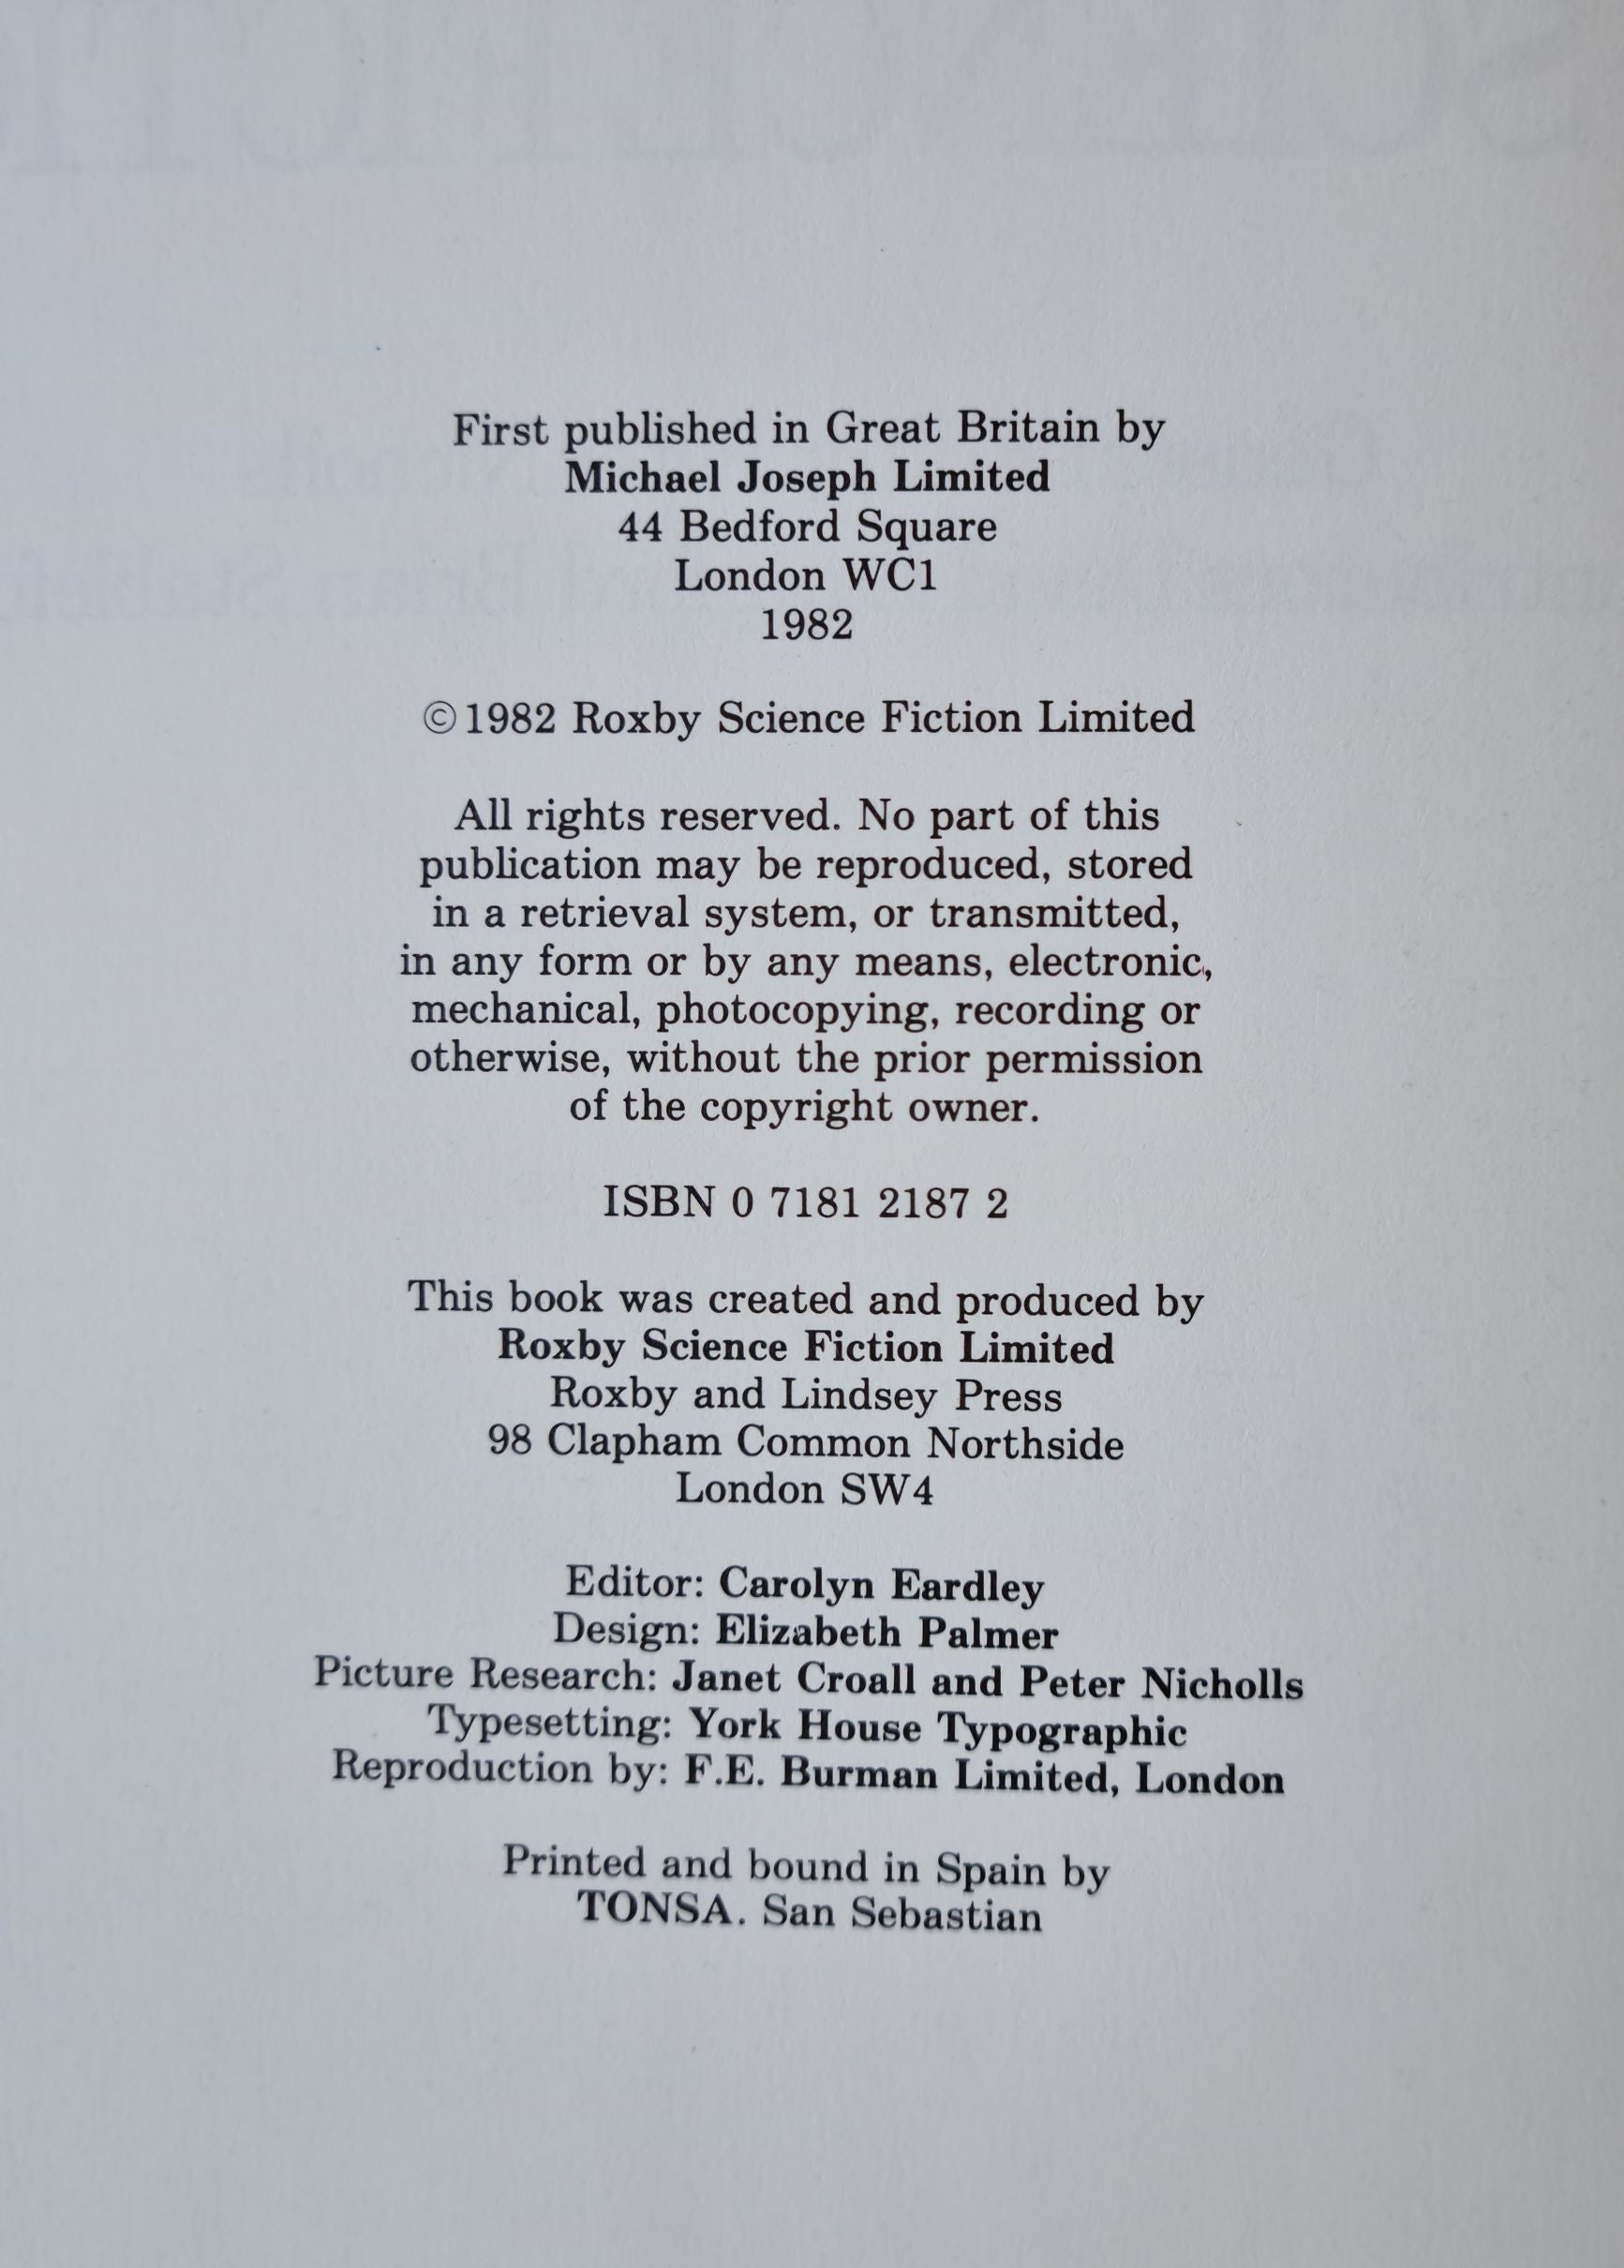 First published in Great Britain by
Michael Joseph Limited
44 Bedford Square
London WC1
1982
©1982 Roxby Science Fiction Limited
All rights reserved. No part of this
publication may be reproduced, stored
in a retrieval system, or transmitted,
in any form or by any means, electronic,
mechanical, photocopying, recording or
otherwise, without the prior permission
of the copyright owner.
ISBN 0 7181 2187 2
This book was created and produced by
Roxby Science Fiction Limited
Roxby and Lindsey Press
98 Clapham Common Northside
London SW4
Editor: Carolyn Eardley
Design: Elizabeth Palmer
Picture Research: Janet Croall and Peter Nicholls
Typesetting: York House Typographic
Reproduction by: F.E. Burman Limited, London
Printed and bound in Spain by
TONSA. San Sebastian